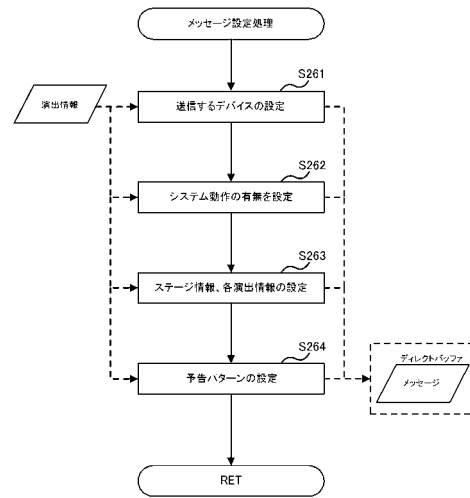 メッセージ設定処理
S261
演出情報
送信するデバイスの設定
S262
システム動作の有無を設定
S263
ステージ情報、各演出情報の設定
S264
予告パターンの設定
ディレクトバッファ
メッセージ
RET